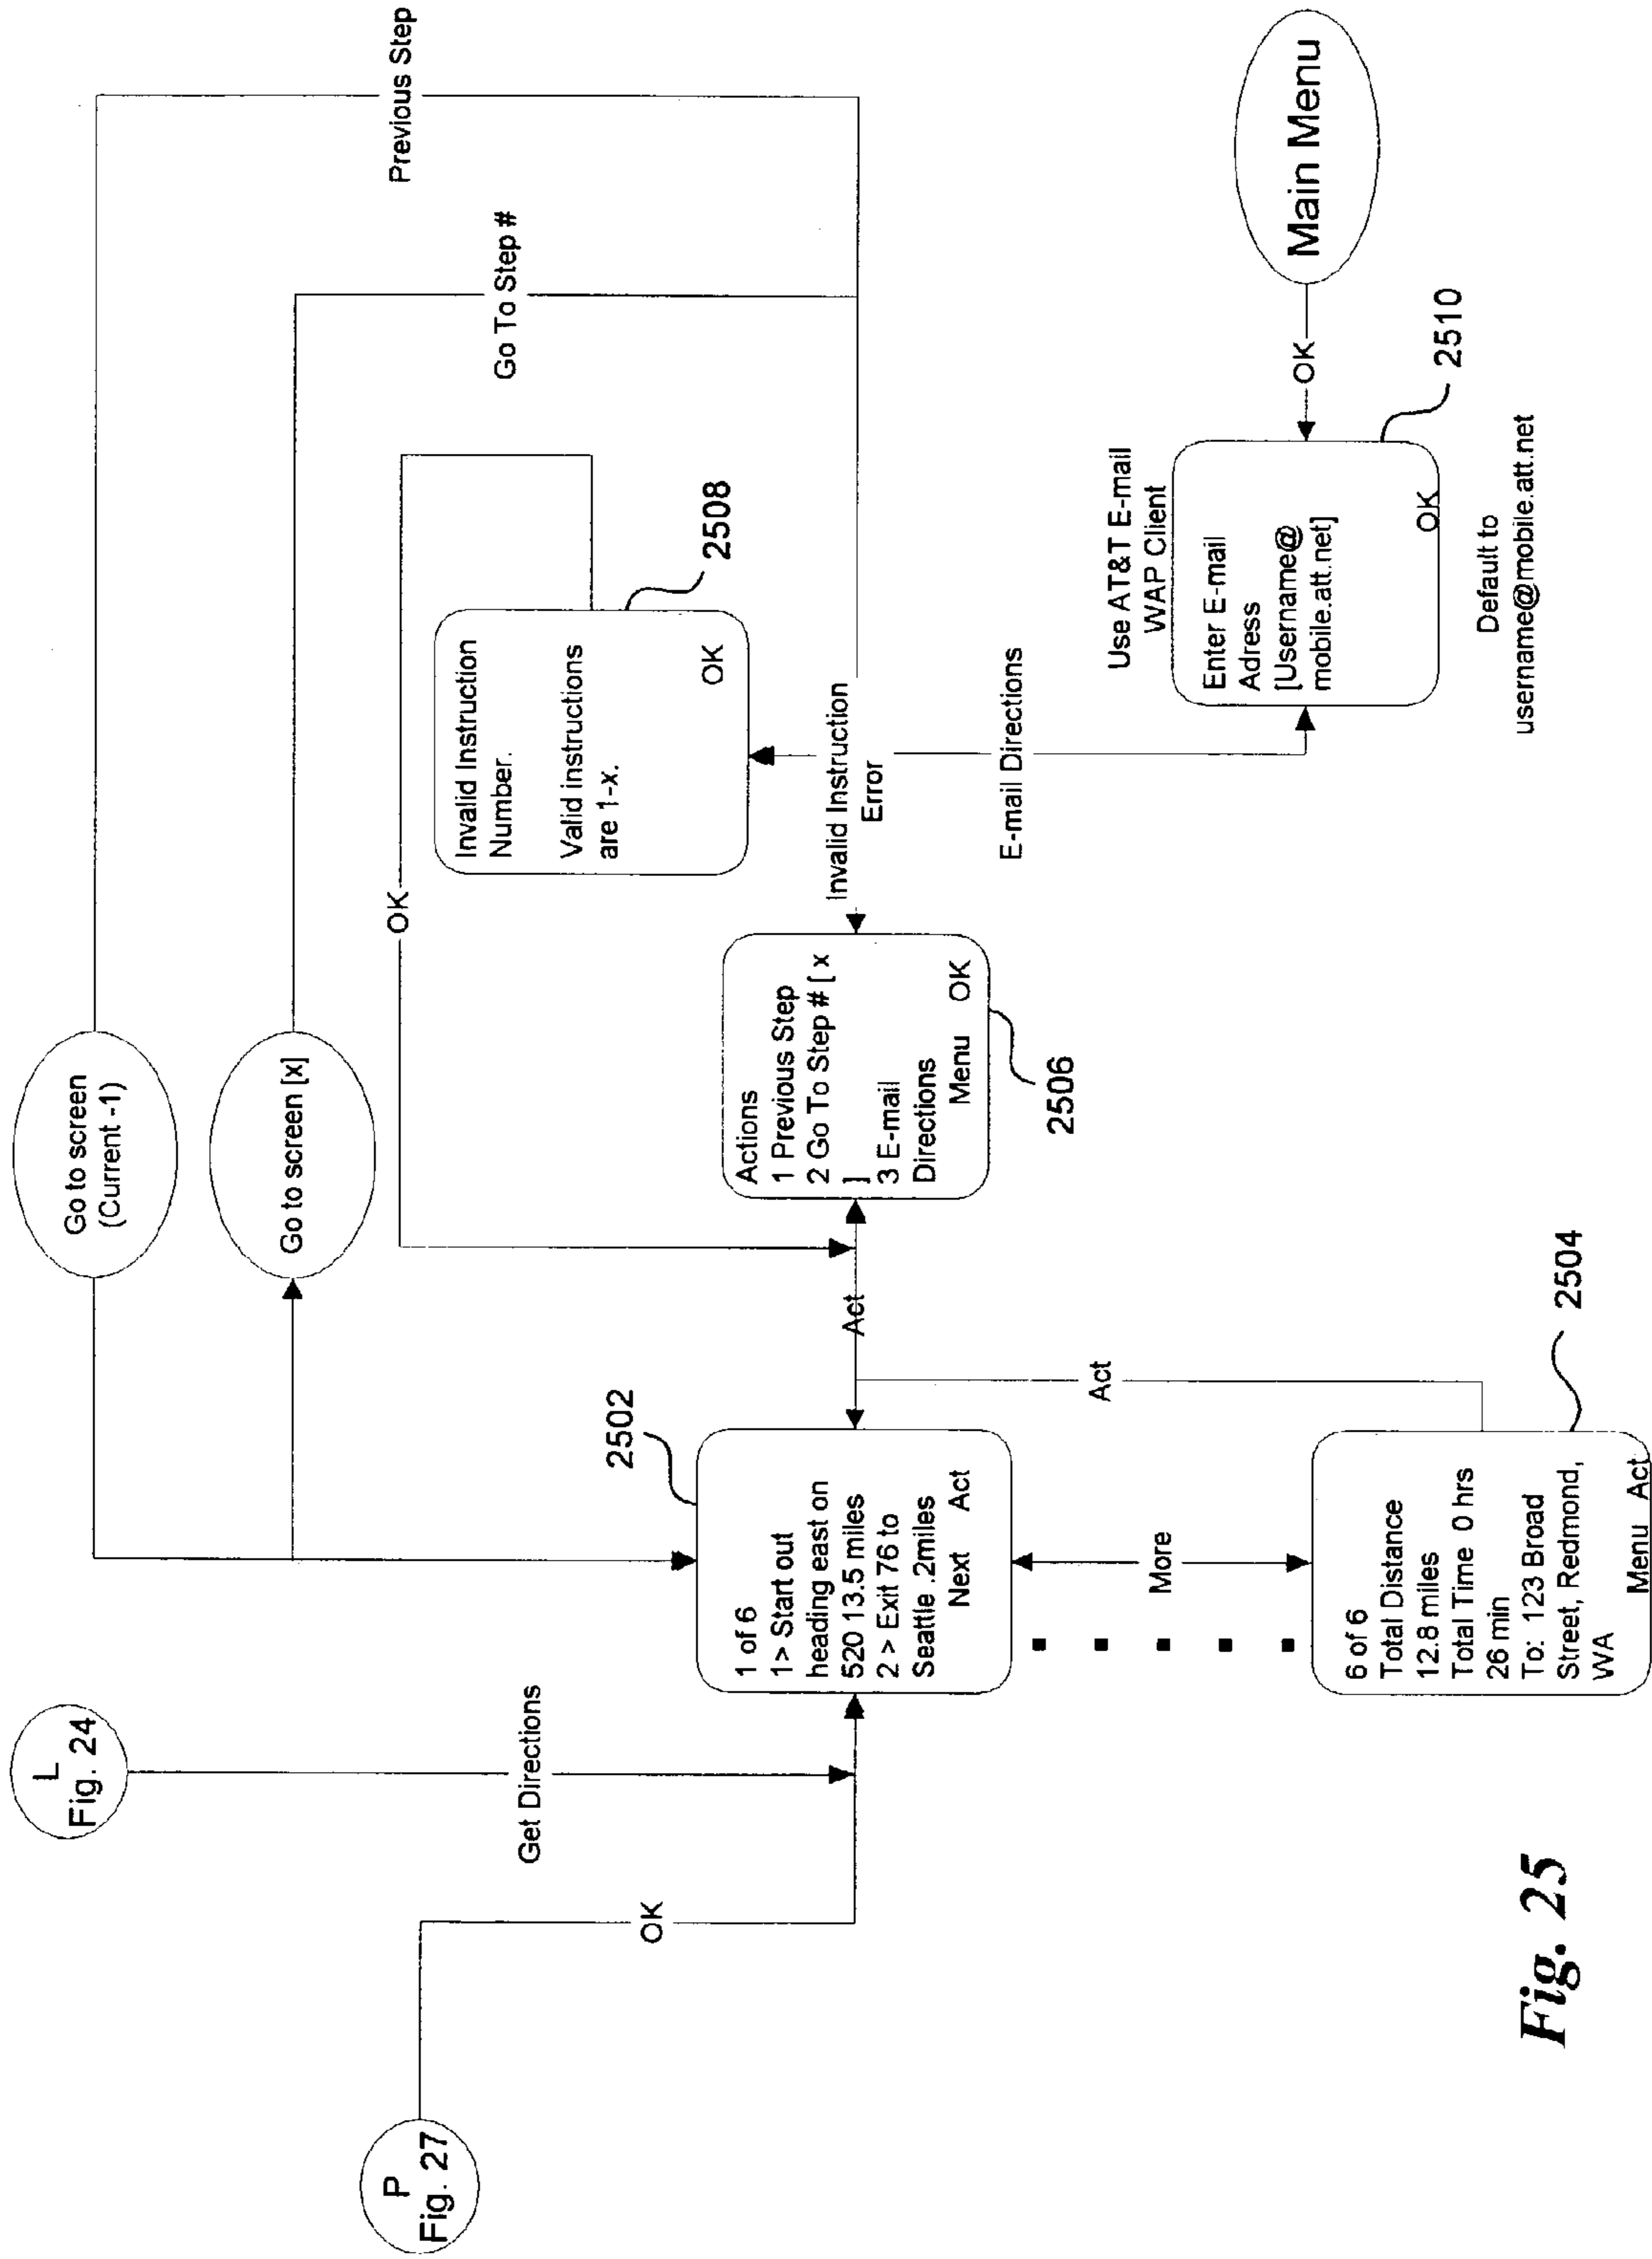 P
Fig. 27
OK
L
Fig. 24
Get Directions
2502
1 of 6
1> Start out
heading east on
520 13.5 miles
2 > Exit 76 to
Seattle .2miles
Next Act
More
6 of 6
Total Distance
12.8 miles
Total Time 0 hrs
26 min
To: 123 Broad
Street, Redmond,
WA
Menu Act
2504
Act
Act
Go to screen
(Current -1)
Go to screen [x]
OK
Actions
1 Previous Step
2 Go To Step # [ x
]
3 E-mail
Directions
Menu OK
2506
Invalid Instruction
Number.
Valid instructions
are 1-x.
OK
2508
Invalid Instruction
Error
E-mail Directions
Go To Step #
Previous Step
Use AT&T E-mail
WAP Client
Enter E-mail
Adress
[Username@
mobile.att.net]
OK
2510
Default to
username@mobile.att.net
OK
Main Menu
Fig. 25